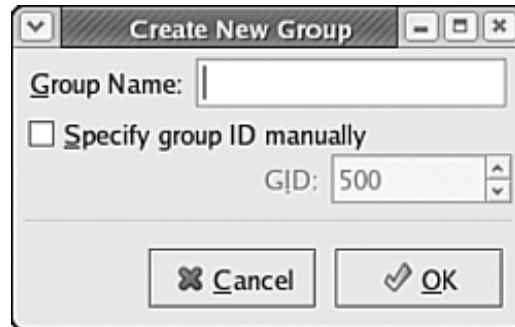 Create New Group
Group Name:
Specify group ID manually
GID: 500
Cancel OK